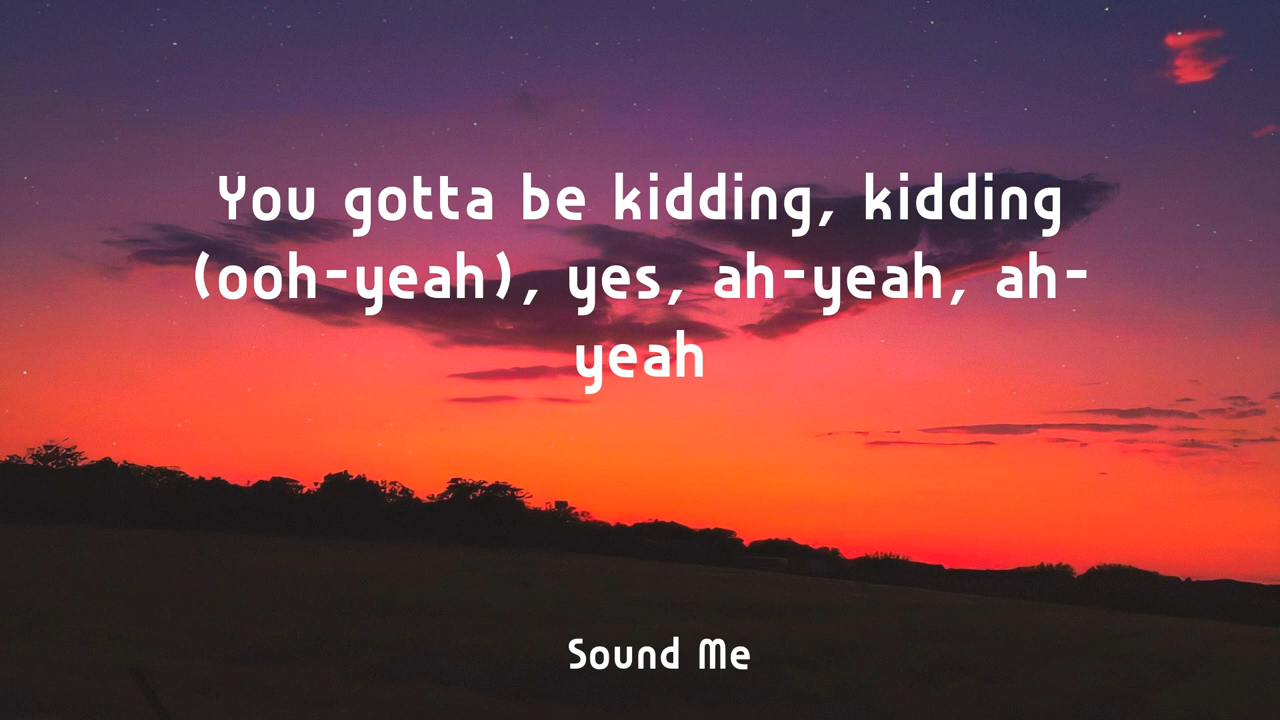 You gotta be kidding, kidding
(ooh-yeah), yes, ah-yeah, ah-
yeah
Sound Me